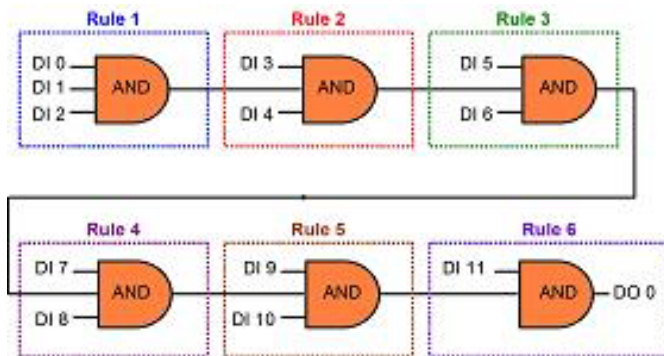 Rule 1 Rule 2 Rule 3
DI 0 DI 3 DI 5
DI 1 AND AND AND
DI 2 DI 4 DI 6
Rule 4 Rule 5 Rule 6
DI 7 DI 9 DI 11
AND AND AND DO 0
DI 8 DI 10